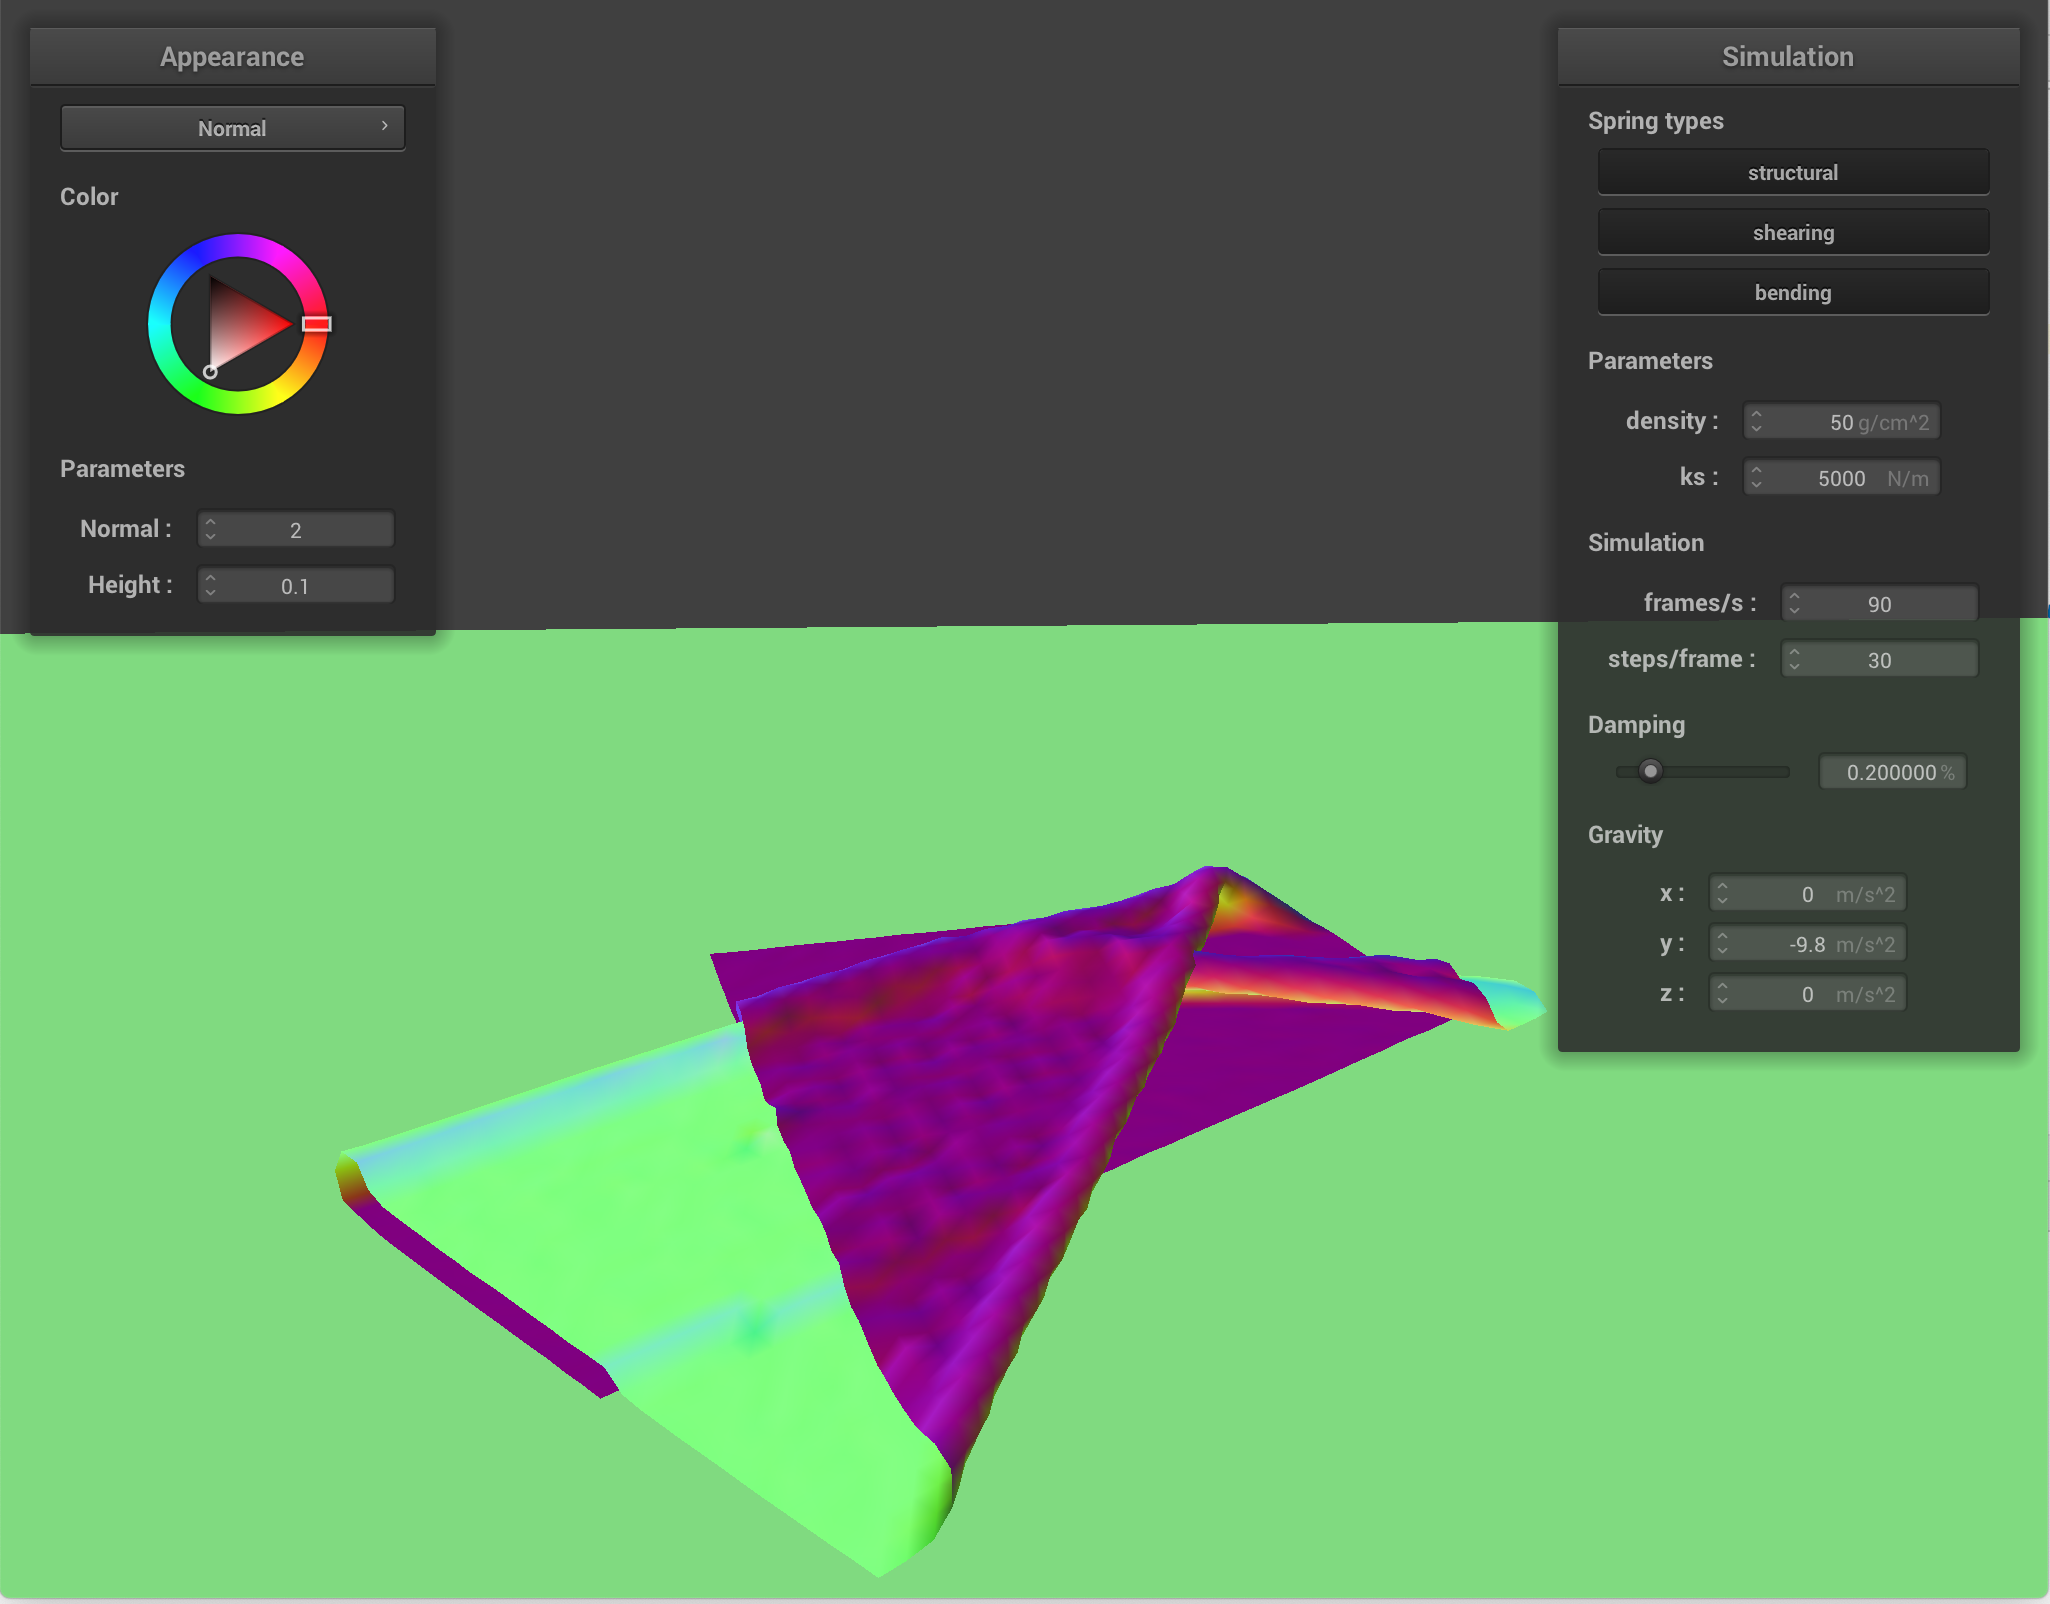 Appearance
Normal
Color
Parameters
Normal : 2
Height : 0.1
Simulation
Spring types
structural
shearing
bending
Parameters
density : 50 g/cm^2
ks : 5000 N/m
Simulation
frames/s : 90
steps/frame : 30
Damping
0.200000 %
Gravity
x : 0 m/s^2
y : -9.8 m/s^2
z : 0 m/s^2